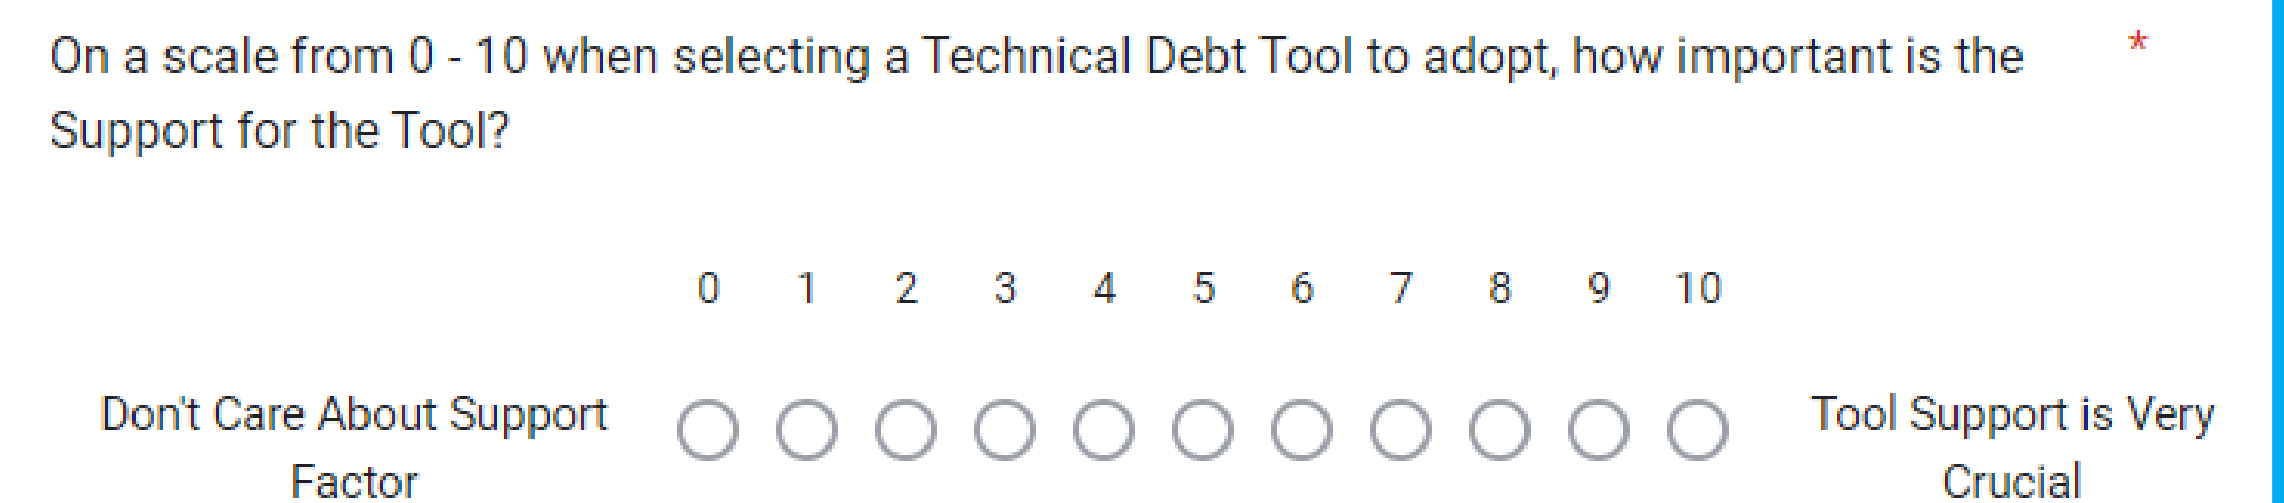 On a scale from 0 - 10 when selecting a Technical Debt Tool to adopt, how important is the *
Support for the Tool?
0 1 2 3 4 5 6 7 8 9 10
Don't Care About Support
Factor
Tool Support is Very
Crucial